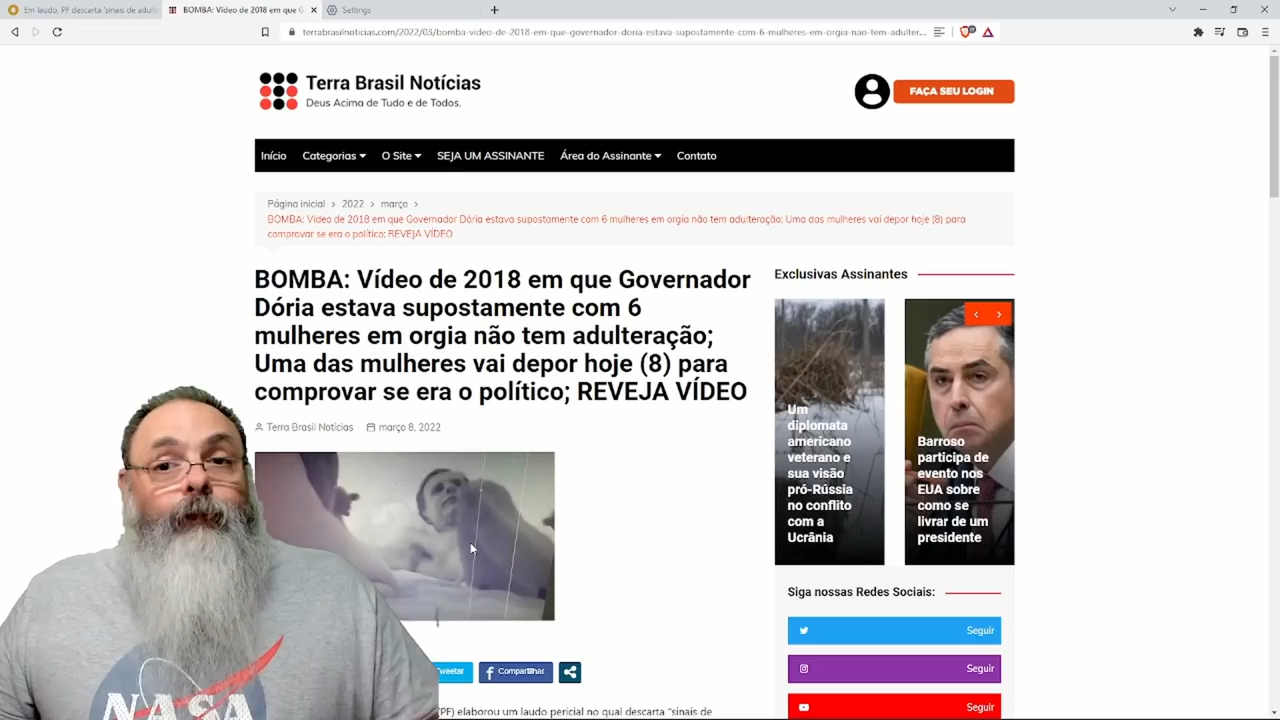 Em laudo, PF descarta 'sinais de adult
BOMBA: Vídeo de 2018 em que G
Settings
terrabrasilnoticias.com/2022/03/bomba-video-de-2018-em-que-governador-doria-estava-supostamente-com-6-mulheres-em-orgia-nao-tem-adulter...
Terra Brasil Notícias
Deus Acima de Tudo e de Todos.
FAÇA SEU LOGIN
Início Categorias O Site SEJA UM ASSINANTE Área do Assinante Contato
Página inicial > 2022 > março >
BOMBA: Vídeo de 2018 em que Governador Dória estava supostamente com 6 mulheres em orgia não tem adulteração; Uma das mulheres vai depor hoje (8) para
comprovar se era o político; REVEJA VÍDEO
BOMBA: Vídeo de 2018 em que Governador
Dória estava supostamente com 6
mulheres em orgia não tem adulteração;
Uma das mulheres vai depor hoje (8) para
comprovar se era o político; REVEJA VÍDEO
Terra Brasil Notícias março 8, 2022
Tweetar
Compartilhar
(PF) elaborou um laudo pericial no qual descarta “sinais de
Exclusivas Assinantes
Um
diplomata
americano
veterano e
sua visão
pró-Rússia
no conflito
com a
Ucrânia
Barroso
participa de
evento nos
EUA sobre
como se
livrar de um
presidente
Siga nossas Redes Sociais:
Seguir
Seguir
Seguir
NASA